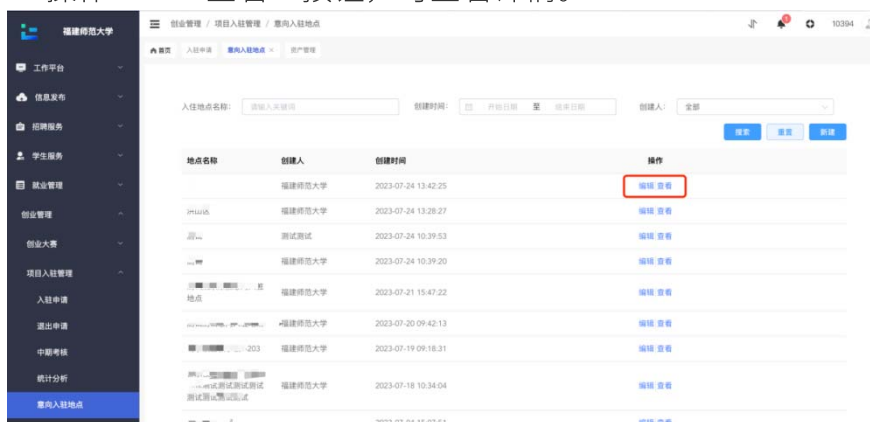 福建师范大学
创业管理 / 项目入驻管理 / 意向入驻地点
10394
首页 入驻申请 意向入驻地点 × 房产管理
工作平台
信息发布
招聘服务
学生服务
就业管理
创业管理
创业大赛
项目入驻管理
入驻申请
退出申请
中期考核
统计分析
意向入驻地点
入住地点名称: 请输入关键词 创建时间: 开始日期 至 结束日期 创建人: 全部
搜索 重置 新建
地点名称 创建人 创建时间 操作
福建师范大学 2023-07-24 13:42:25 编辑 查看
福建师范大学 2023-07-24 13:28:27 编辑 查看
测试测试 2023-07-24 10:39:53 编辑 查看
福建师范大学 2023-07-24 10:39:20 编辑 查看
地点 福建师范大学 2023-07-21 15:47:22 编辑 查看
福建师范大学 2023-07-20 09:42:13 编辑 查看
-203 福建师范大学 2023-07-19 09:18:31 编辑 查看
福建师范大学 2023-07-18 10:34:04 编辑 查看